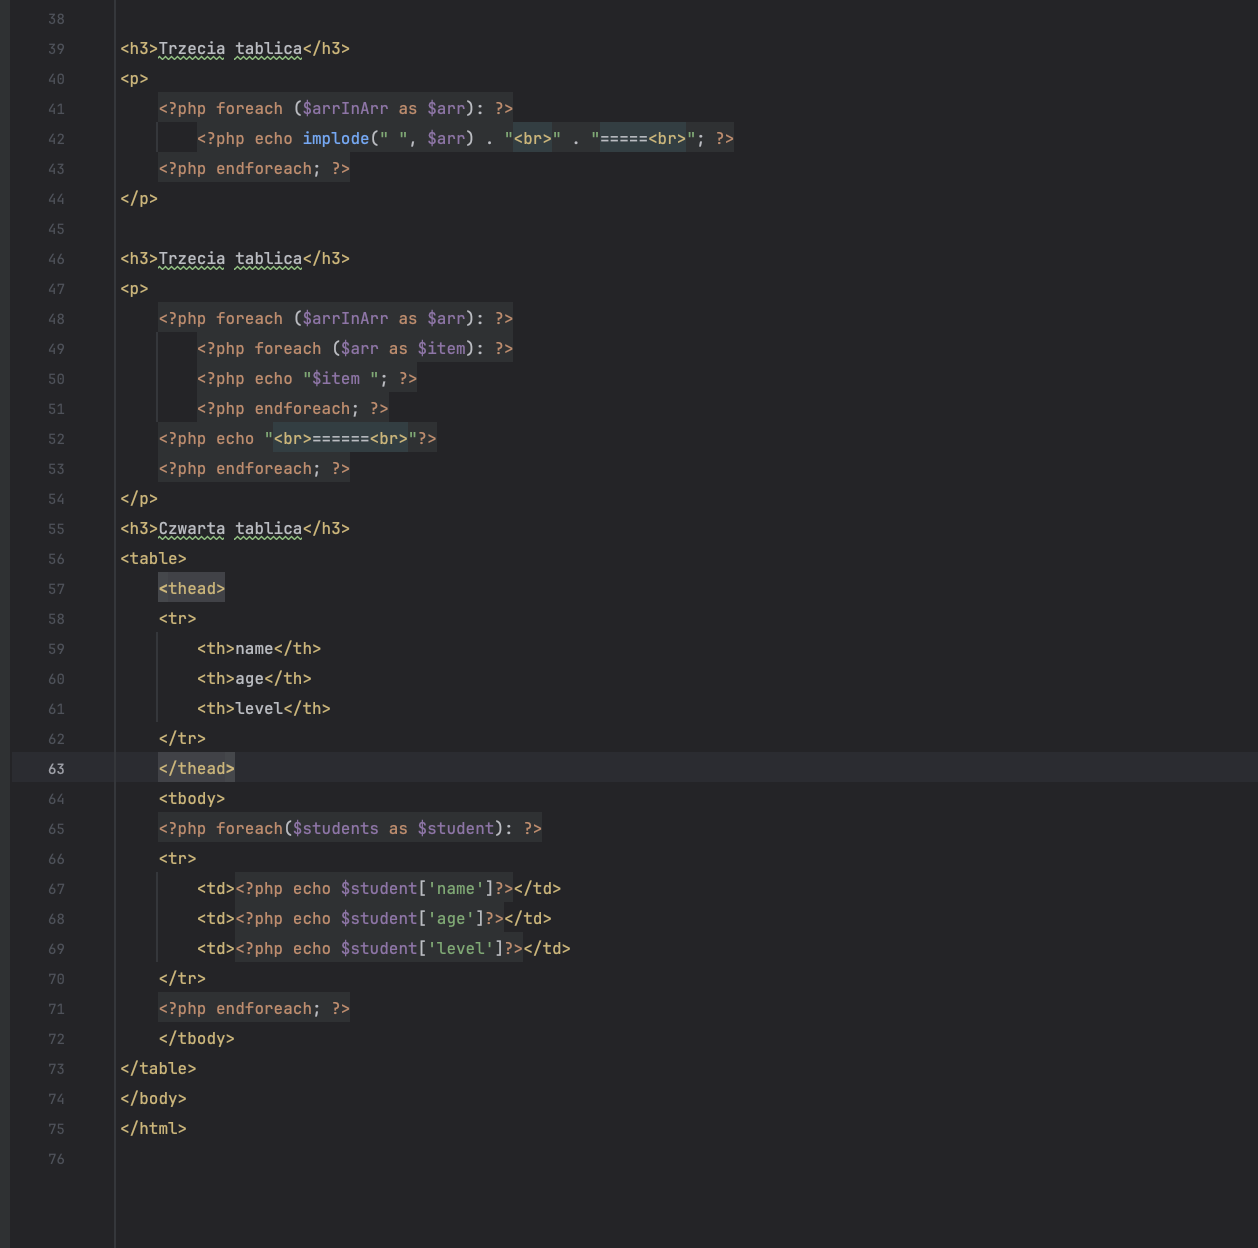 38
39 <h3>Trzecia tablica</h3>
40 <p>
41 <?php foreach ($arrInArr as $arr): ?>
42 <?php echo implode(" ", $arr) . "<br>" . "=====<br>"; ?>
43 <?php endforeach; ?>
44 </p>
45
46 <h3>Trzecia tablica</h3>
47 <p>
48 <?php foreach ($arrInArr as $arr): ?>
49 <?php foreach ($arr as $item): ?>
50 <?php echo "$item "; ?>
51 <?php endforeach; ?>
52 <?php echo "<br>======<br>"?>
53 <?php endforeach; ?>
54 </p>
55 <h3>Czwarta tablica</h3>
56 <table>
57 <thead>
58 <tr>
59 <th>name</th>
60 <th>age</th>
61 <th>level</th>
62 </tr>
63 </thead>
64 <tbody>
65 <?php foreach($students as $student): ?>
66 <tr>
67 <td><?php echo $student['name']?></td>
68 <td><?php echo $student['age']?></td>
69 <td><?php echo $student['level']?></td>
70 </tr>
71 <?php endforeach; ?>
72 </tbody>
73 </table>
74 </body>
75 </html>
76